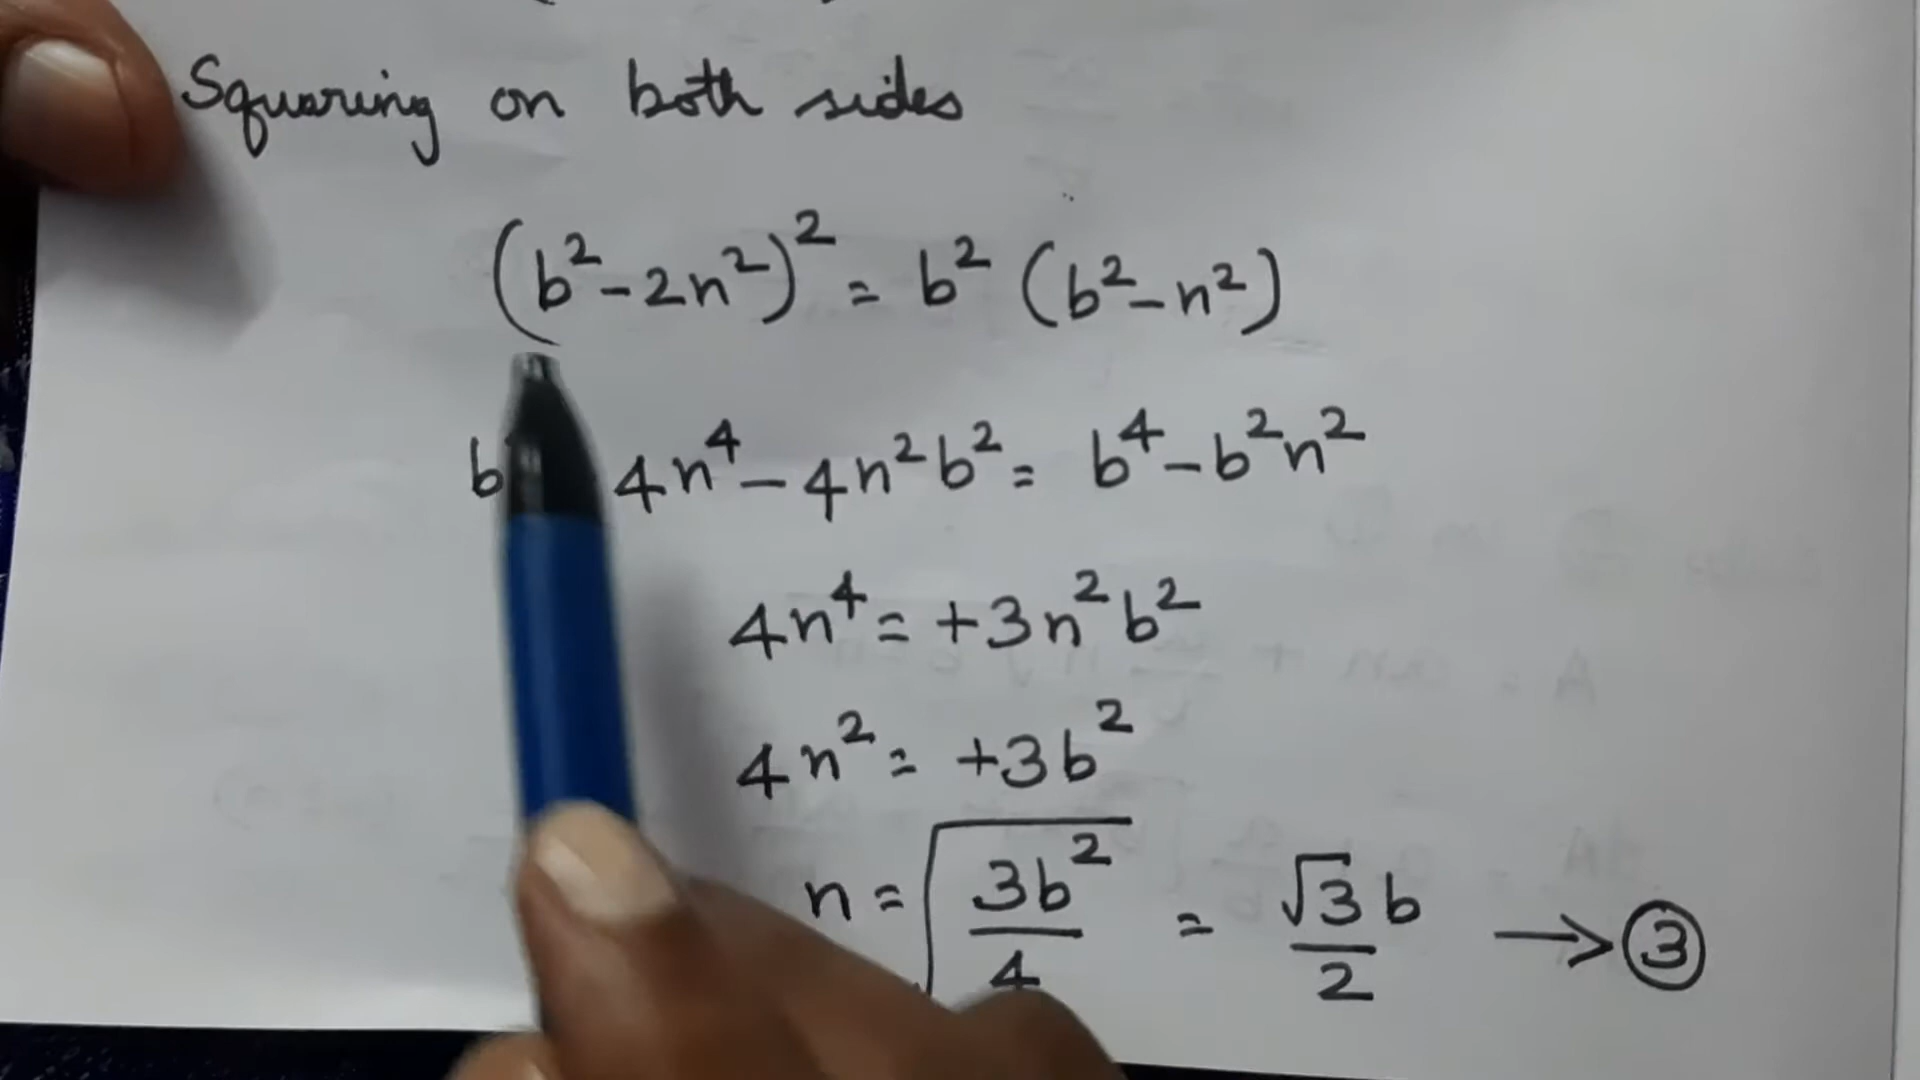 Squaring on both sides
(b² - 2n²)² = b² (b² - n²)
b 4n⁴ - 4n²b² = b⁴ - b²n²
4n⁴ = +3n²b²
4n² = +3b²
n = √(3b²/4) = √3 b/2 → ③